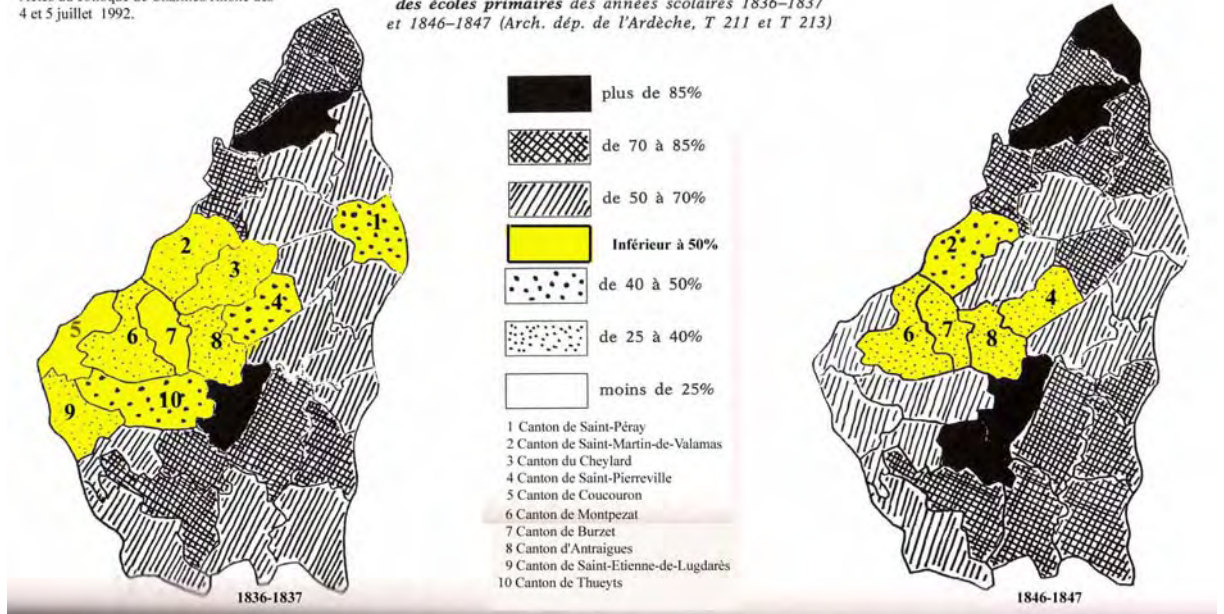 4 et 5 juillet 1992.
des écoles primaires des années scolaires 1836–1837
et 1846–1847 (Arch. dép. de l'Ardèche, T 211 et T 213)
plus de 85%
de 70 à 85%
de 50 à 70%
Inférieur à 50%
de 40 à 50%
de 25 à 40%
moins de 25%
1 Canton de Saint-Péray
2 Canton de Saint-Martin-de-Valamas
3 Canton du Cheylard
4 Canton de Saint-Pierreville
5 Canton de Coucouron
6 Canton de Montpezat
7 Canton de Burzet
8 Canton d'Antraigues
9 Canton de Saint-Etienne-de-Lugdarès
10 Canton de Thueyts
1
2
3
4
5
6
7
8
9
10
1836-1837
2
4
6
7
8
1846-1847